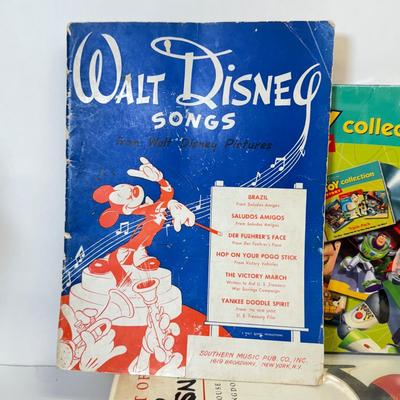 WALT DISNEY
SONGS
from Walt Disney Pictures
BRAZIL
From Saludos Amigos
SALUDOS AMIGOS
From Saludos Amigos
DER FUEHRER'S FACE
From Der Fuehrer's Face
HOP ON YOUR POGO STICK
From Victory Vehicles
THE VICTORY MARCH
Written to Aid U. S. Treasury
War Savings Campaign
YANKEE DOODLE SPIRIT
From THE NEW SPIRIT
U. S. Treasury Film
SOUTHERN MUSIC PUB. CO., INC.
1619 BROADWAY, NEW YORK, N.Y.
collec
collection